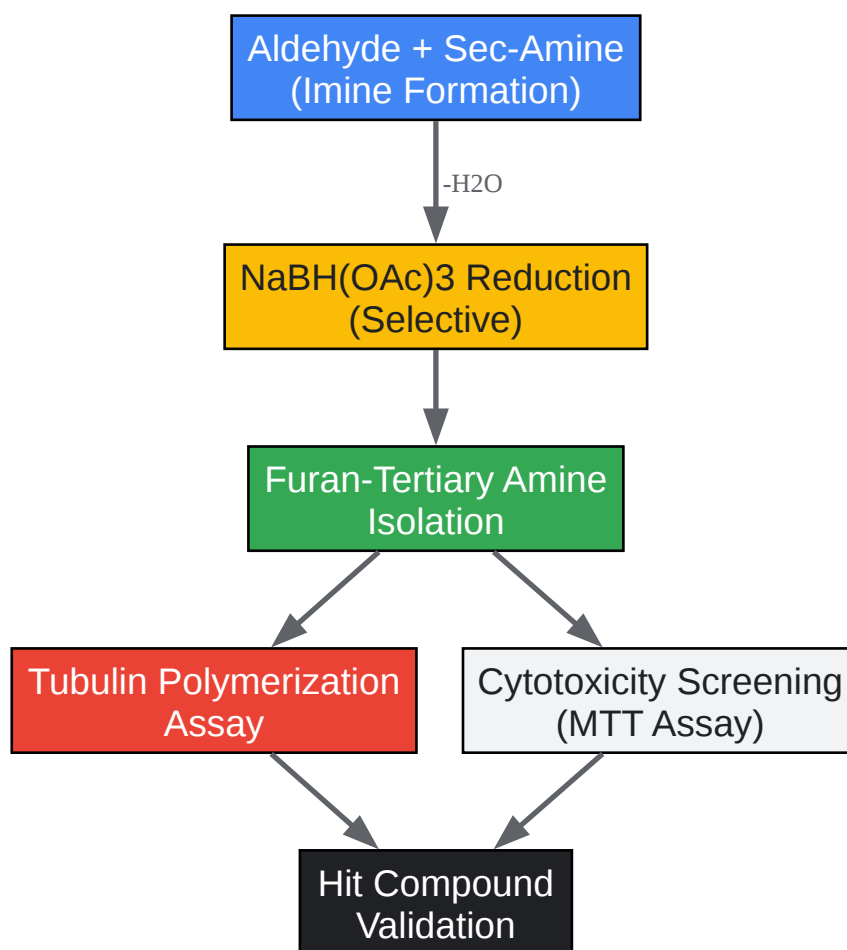 Aldehyde + Sec-Amine
(Imine Formation)
-H2O
NaBH(OAc)3 Reduction
(Selective)
Furan-Tertiary Amine
Isolation
Tubulin Polymerization
Assay
Cytotoxicity Screening
(MTT Assay)
Hit Compound
Validation